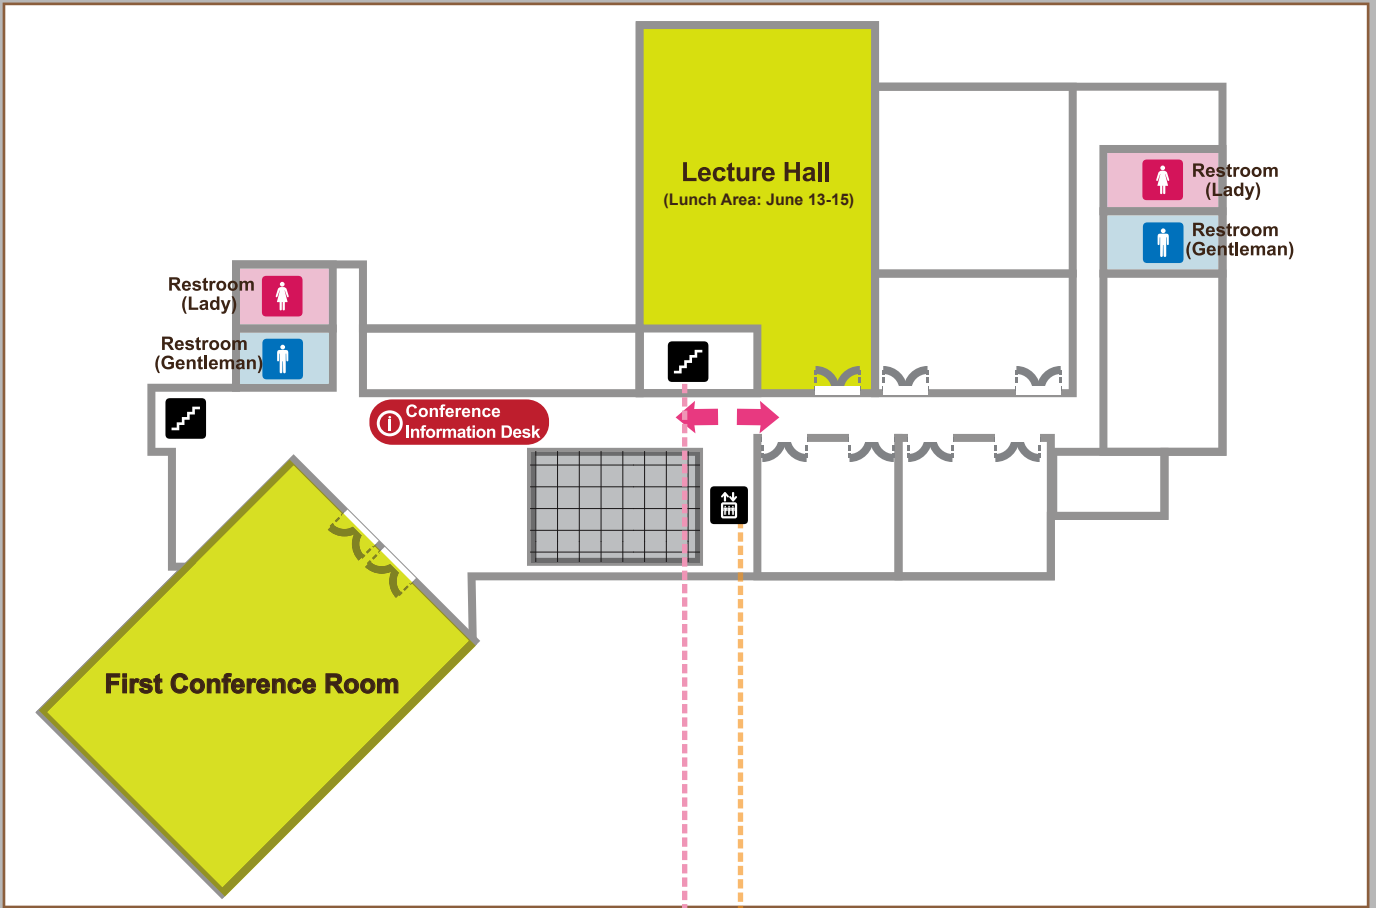 Lecture Hall
(Lunch Area: June 13-15)
Restroom
(Lady)
Restroom
(Gentleman)
Restroom
(Lady)
Restroom
(Gentleman)
Conference
Information Desk
First Conference Room